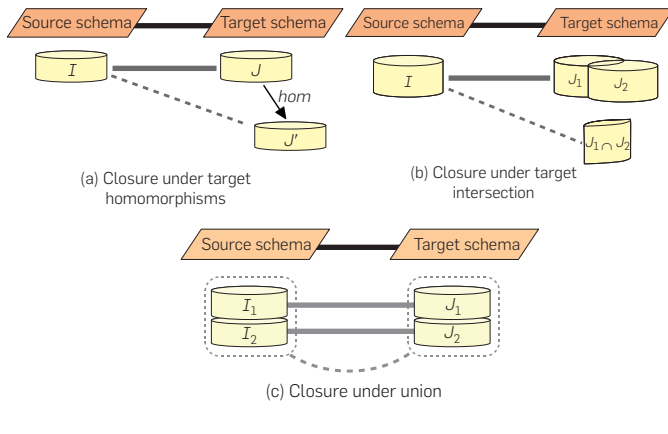 Source schema Target schema
I J
hom
J′
(a) Closure under target
homomorphisms
Source schema Target schema
I J1 J2
J1 ∩ J2
(b) Closure under target
intersection
Source schema Target schema
I1 J1
I2 J2
(c) Closure under union